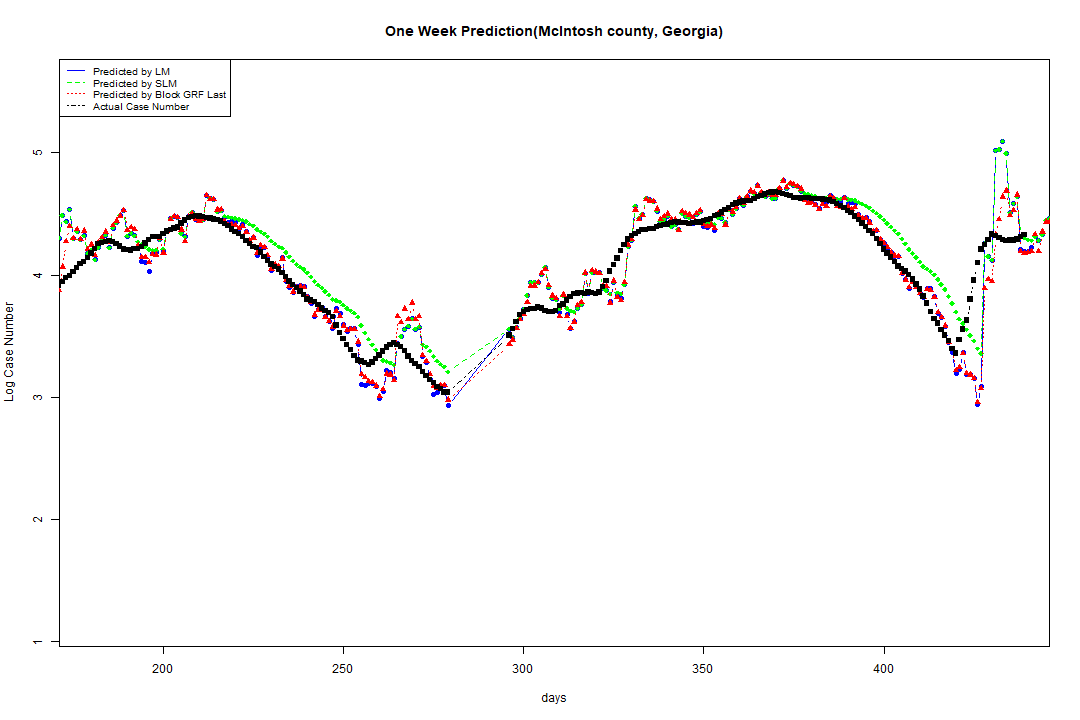 One Week Prediction(McIntosh county, Georgia)
Predicted by LM
Predicted by SLM
Predicted by Block GRF Last
Actual Case Number
Log Case Number
5
4
3
2
1
200 250 300 350 400
days